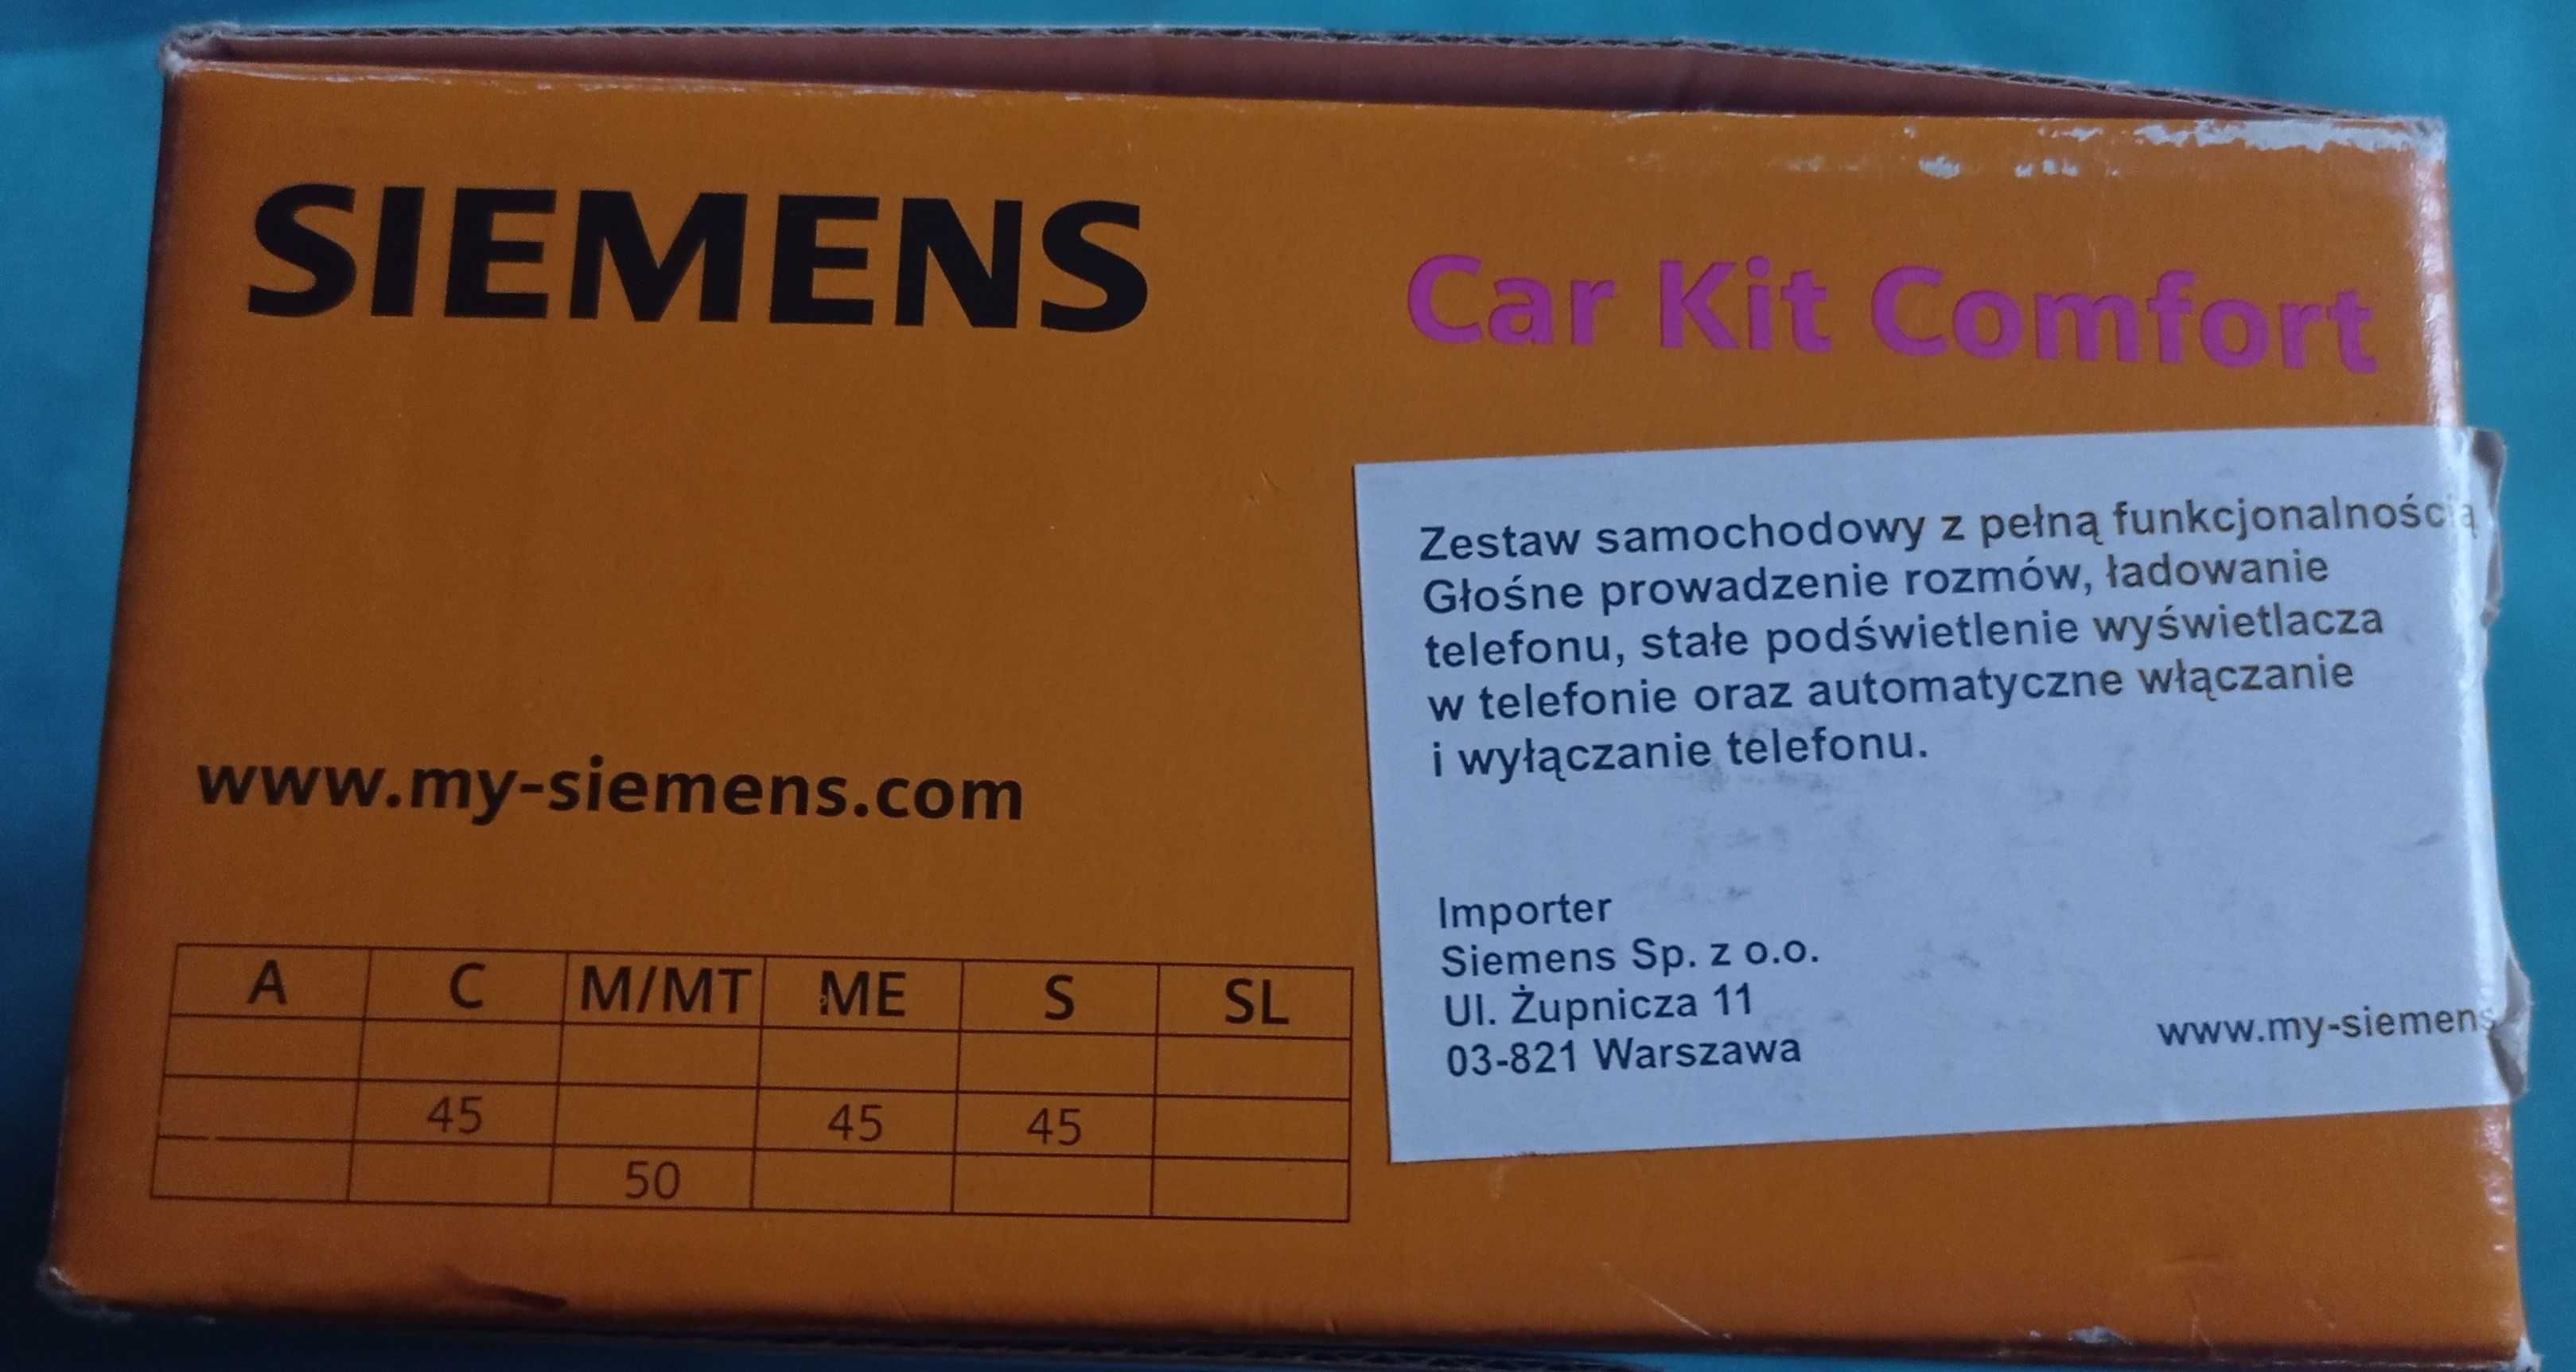 SIEMENS
Car Kit Comfort
Zestaw samochodowy z pełną funkcjonalnością
Głośne prowadzenie rozmów, ładowanie
telefonu, stałe podświetlenie wyświetlacza
w telefonie oraz automatyczne włączanie
i wyłączanie telefonu.
www.my-siemens.com
Importer
Siemens Sp. z o.o.
Ul. Żupnicza 11
03-821 Warszawa
www.my-siemens
A C M/MT ME S SL
45 45 45
50